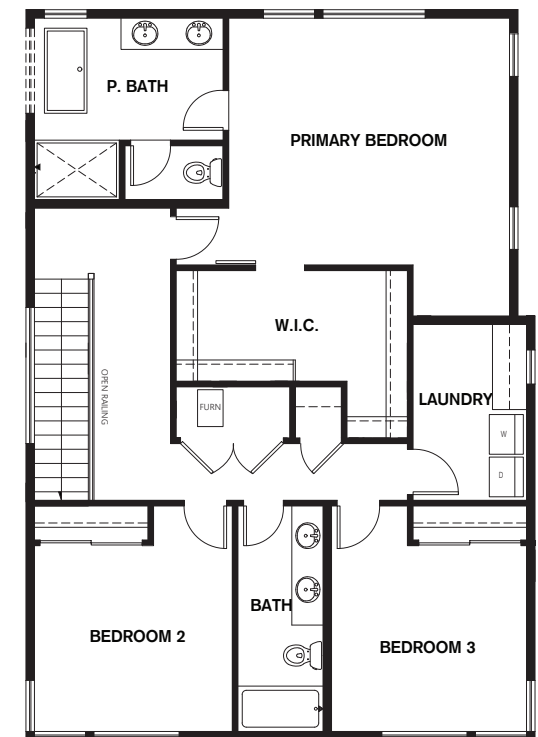 P. BATH
PRIMARY BEDROOM
W.I.C.
OPEN RAILING
FURN
LAUNDRY
W
D
BATH
BEDROOM 2
BEDROOM 3